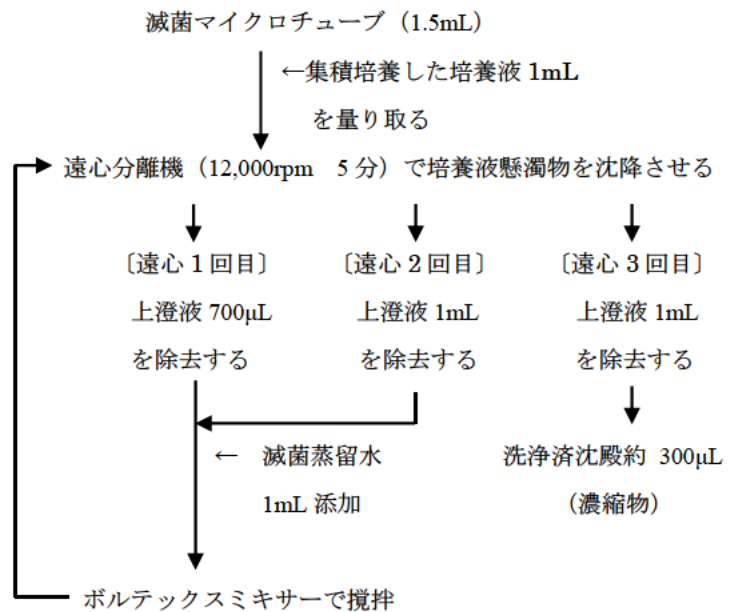 滅菌マイクロチューブ（1.5mL）
←集積培養した培養液 1mL
を量り取る
遠心分離機（12,000rpm　5 分）で培養液懸濁物を沈降させる
〔遠心 1 回目〕
上澄液 700μL
を除去する
〔遠心 2 回目〕
上澄液 1mL
を除去する
〔遠心 3 回目〕
上澄液 1mL
を除去する
←　滅菌蒸留水
1mL 添加
洗浄済沈殿約 300μL
（濃縮物）
ボルテックスミキサーで撹拌